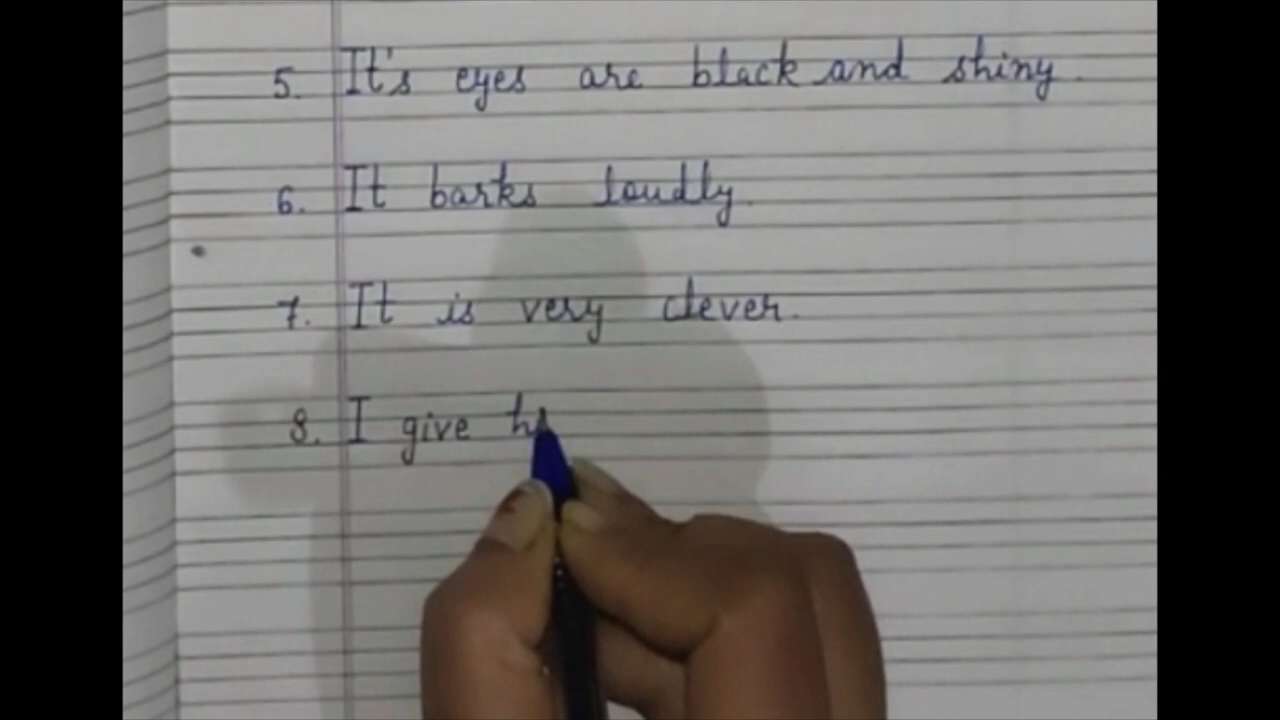 5. It's eyes are black and shiny.
6. It barks loudly.
7. It is very clever.
8. I give